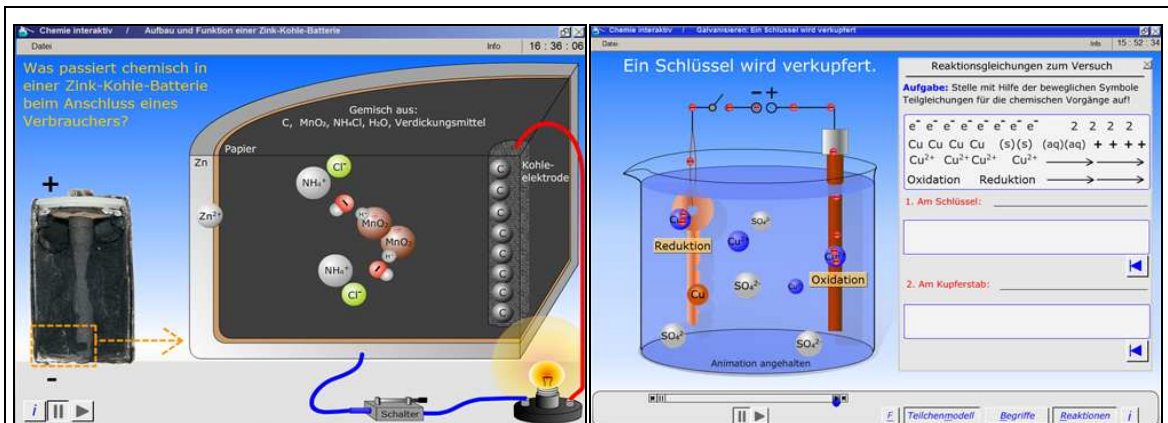 Chemie interaktiv / Aufbau und Funktion einer Zink-Kohle-Batterie
Datei Info 16 : 36 : 06
Was passiert chemisch in
einer Zink-Kohle-Batterie
beim Anschluss eines
Verbrauchers?
Gemisch aus:
C, MnO₂, NH₄Cl, H₂O, Verdickungsmittel
Zn
Papier
Kohle-
elektrode
Cl⁻
NH₄⁺
Zn²⁺
H⁺
MnO₂
MnO₂
H⁺
NH₄⁺
Cl⁻
C
C
C
C
C
C
C
C
+
-
Schalter
i
Chemie interaktiv / Galvanisieren: Ein Schlüssel wird verkupfert
Datei Info 15 : 52 : 34
Ein Schlüssel wird verkupfert.
- +
Cu
SO₄²⁻
Reduktion
Cu²⁺
Cu
Oxidation
SO₄²⁻
Cu
Cu
SO₄²⁻
SO₄²⁻
Animation angehalten
Reaktionsgleichungen zum Versuch
Aufgabe: Stelle mit Hilfe der beweglichen Symbole
Teilgleichungen für die chemischen Vorgänge auf!
e⁻ e⁻ e⁻ e⁻ e⁻ e⁻ e⁻ e⁻ 2 2 2 2
Cu Cu Cu Cu (s)(s) (aq)(aq) + + + +
Cu²⁺ Cu²⁺ Cu²⁺ Cu²⁺
Oxidation Reduktion
1. Am Schlüssel:
2. Am Kupferstab:
F Teilchenmodell Begriffe Reaktionen i